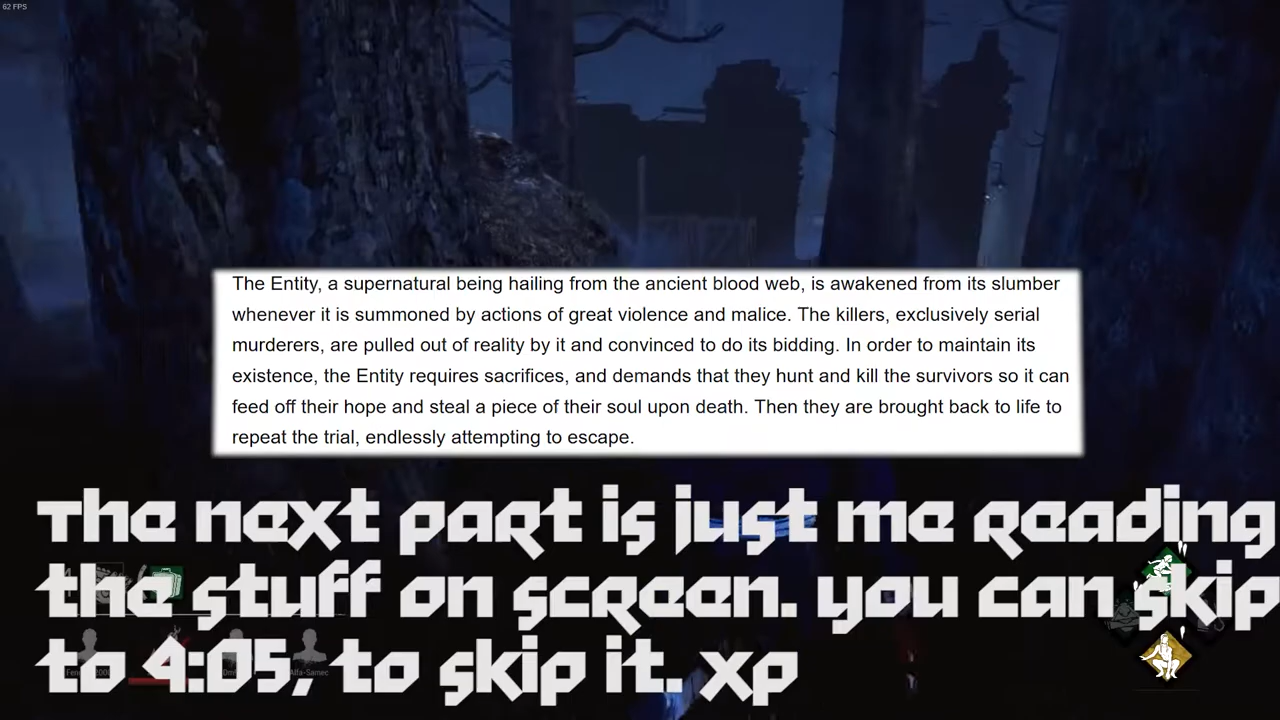 62 FPS
The Entity, a supernatural being hailing from the ancient blood web, is awakened from its slumber
whenever it is summoned by actions of great violence and malice. The killers, exclusively serial
murderers, are pulled out of reality by it and convinced to do its bidding. In order to maintain its
existence, the Entity requires sacrifices, and demands that they hunt and kill the survivors so it can
feed off their hope and steal a piece of their soul upon death. Then they are brought back to life to
repeat the trial, endlessly attempting to escape.
The next part is just me reading
the stuff on screen. you can skip
to 4:05, to skip it. xp
Alfa-Samec